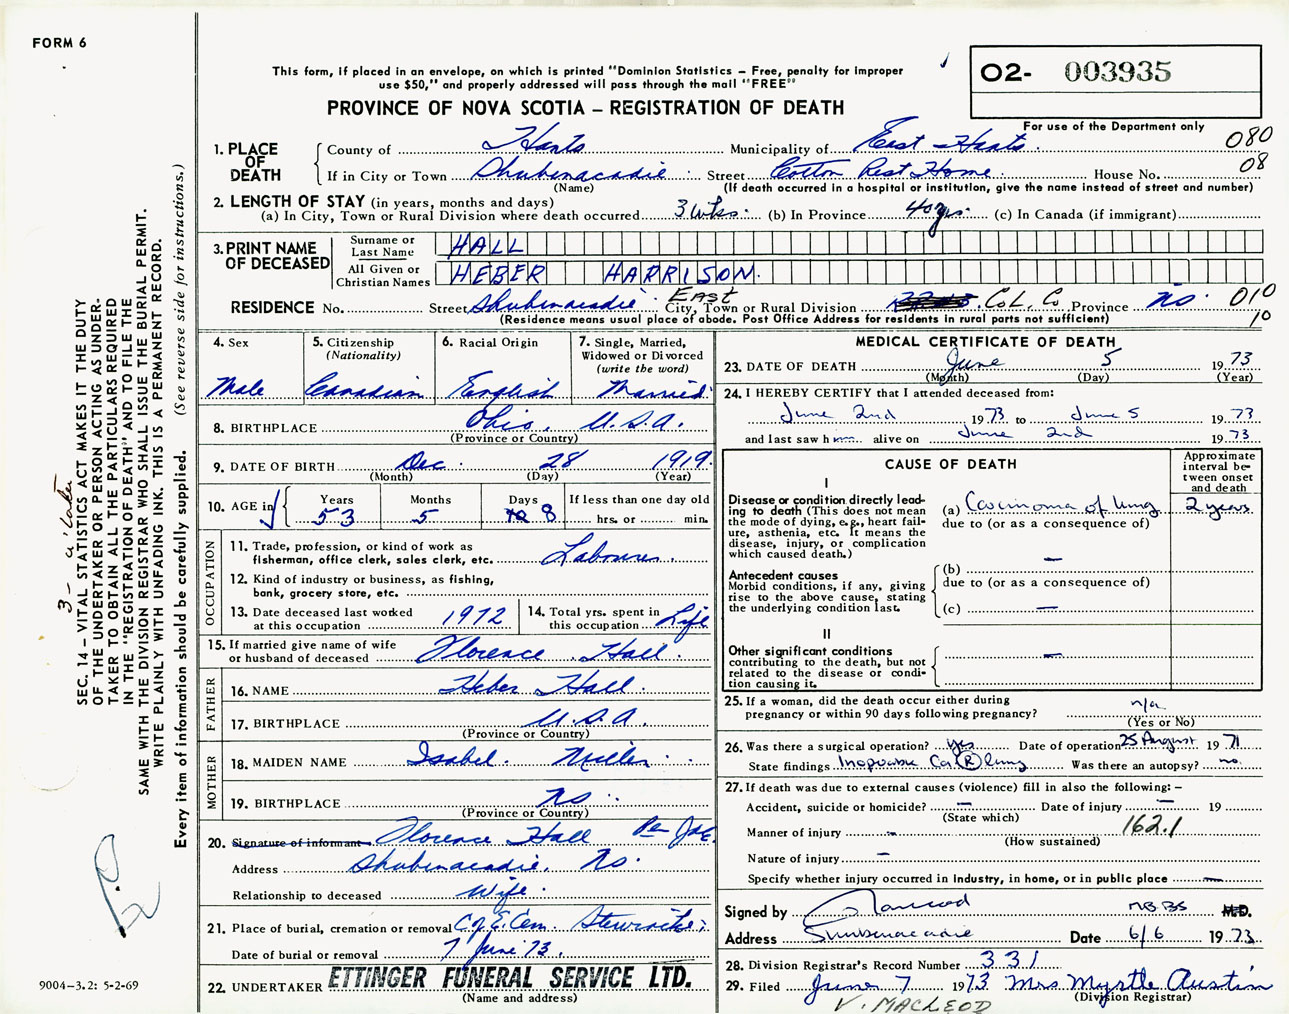 FORM 6
This form, if placed in an envelope, on which is printed "Dominion Statistics – Free, penalty for improper
use $50," and properly addressed will pass through the mail "FREE"
PROVINCE OF NOVA SCOTIA – REGISTRATION OF DEATH
O2- 003935
For use of the Department only
080
08
1. PLACE OF DEATH
County of Hants Municipality of East Hants.
If in City or Town Shubenacadie Street Cotton Rest Home House No.
(Name) (If death occurred in a hospital or institution, give the name instead of street and number)
2. LENGTH OF STAY (in years, months and days)
(a) In City, Town or Rural Division where death occurred 3 wks. (b) In Province 40 yrs. (c) In Canada (if immigrant)
3. PRINT NAME OF DECEASED
Surname or Last Name HALL
All Given or Christian Names HEBER HARRISON.
RESIDENCE No. Street Shubenacadie East City, Town or Rural Division Col. Co. Province NS. 010
(Residence means usual place of abode. Post Office Address for residents in rural parts not sufficient) 10
4. Sex
Male
5. Citizenship
(Nationality)
Canadian
6. Racial Origin
English
7. Single, Married,
Widowed or Divorced
(write the word)
Married.
8. BIRTHPLACE Ohio. U.S.A.
(Province or Country)
9. DATE OF BIRTH Dec. 28 1919.
(Month) (Day) (Year)
10. AGE in
Years 53
Months 5
Days 8
If less than one day old
hrs. or min.
OCCUPATION
11. Trade, profession, or kind of work as
fisherman, office clerk, sales clerk, etc. Labourer.
12. Kind of industry or business, as fishing,
bank, grocery store, etc.
13. Date deceased last worked
at this occupation 1972
14. Total yrs. spent in
this occupation Life
15. If married give name of wife
or husband of deceased Florence Hall.
FATHER
16. NAME Heber Hall.
17. BIRTHPLACE U.S.A.
(Province or Country)
MOTHER
18. MAIDEN NAME Isabel Miller.
19. BIRTHPLACE NS.
(Province or Country)
20. Signature of informant Florence Hall Per
Address Shubenacadie, NS.
Relationship to deceased Wife.
21. Place of burial, cremation or removal C of E. Cem. Stewiacke.
Date of burial or removal 7 June 73.
22. UNDERTAKER ETTINGER FUNERAL SERVICE LTD.
(Name and address)
MEDICAL CERTIFICATE OF DEATH
23. DATE OF DEATH June 5 1973
(Month) (Day) (Year)
24. I HEREBY CERTIFY that I attended deceased from:
June 2nd 1973 to June 5 1973
and last saw h im alive on June 2nd 1973
CAUSE OF DEATH
Approximate
interval be-
tween onset
and death
I
Disease or condition directly lead-
ing to death (This does not mean
the mode of dying, e.g., heart fail-
ure, asthenia, etc. It means the
disease, injury, or complication
which caused death.)
(a) Carcinoma of lung 2 years
due to (or as a consequence of)
Antecedent causes
Morbid conditions, if any, giving
rise to the above cause, stating
the underlying condition last.
(b) —
due to (or as a consequence of)
(c) —
II
Other significant conditions
contributing to the death, but not
related to the disease or condi-
tion causing it.
—
25. If a woman, did the death occur either during
pregnancy or within 90 days following pregnancy? n/a
(Yes or No)
26. Was there a surgical operation? yes Date of operation 25 August 1971
State findings Inoperable Ca (R) lung Was there an autopsy? no.
27. If death was due to external causes (violence) fill in also the following: –
Accident, suicide or homicide? — Date of injury — 19
(State which)
Manner of injury - 162.1
(How sustained)
Nature of injury —
Specify whether injury occurred in Industry, in home, or in public place —
Signed by MBBS M.D.
Address Shubenacadie Date 6/6 1973
28. Division Registrar's Record Number 331
29. Filed June 7 1973 Mrs Myrtle Austin
(Division Registrar)
V. MACLEOD
SEC. 14 – VITAL STATISTICS ACT MAKES IT THE DUTY
OF THE UNDERTAKER OR PERSON ACTING AS UNDER-
TAKER TO OBTAIN ALL THE PARTICULARS REQUIRED
IN THE "REGISTRATION OF DEATH" AND TO FILE THE
SAME WITH THE DIVISION REGISTRAR WHO SHALL ISSUE THE BURIAL PERMIT.
WRITE PLAINLY WITH UNFADING INK. THIS IS A PERMANENT RECORD.
Every item of information should be carefully supplied. (See reverse side for instructions.)
9004-3.2: 5-2-69